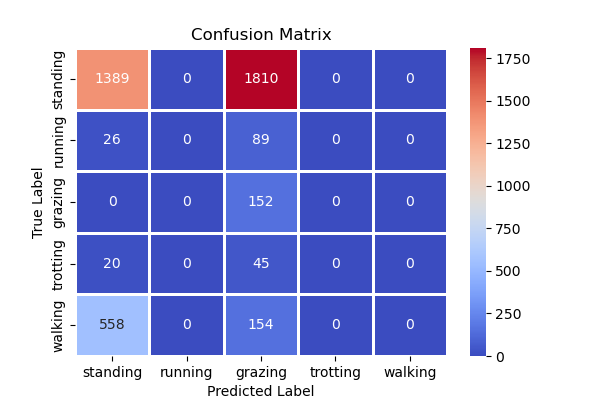 Confusion Matrix
True Label
standing 1389 0 1810 0 0
running 26 0 89 0 0
grazing 0 0 152 0 0
trotting 20 0 45 0 0
walking 558 0 154 0 0
standing running grazing trotting walking
Predicted Label
1750
1500
1250
1000
750
500
250
0